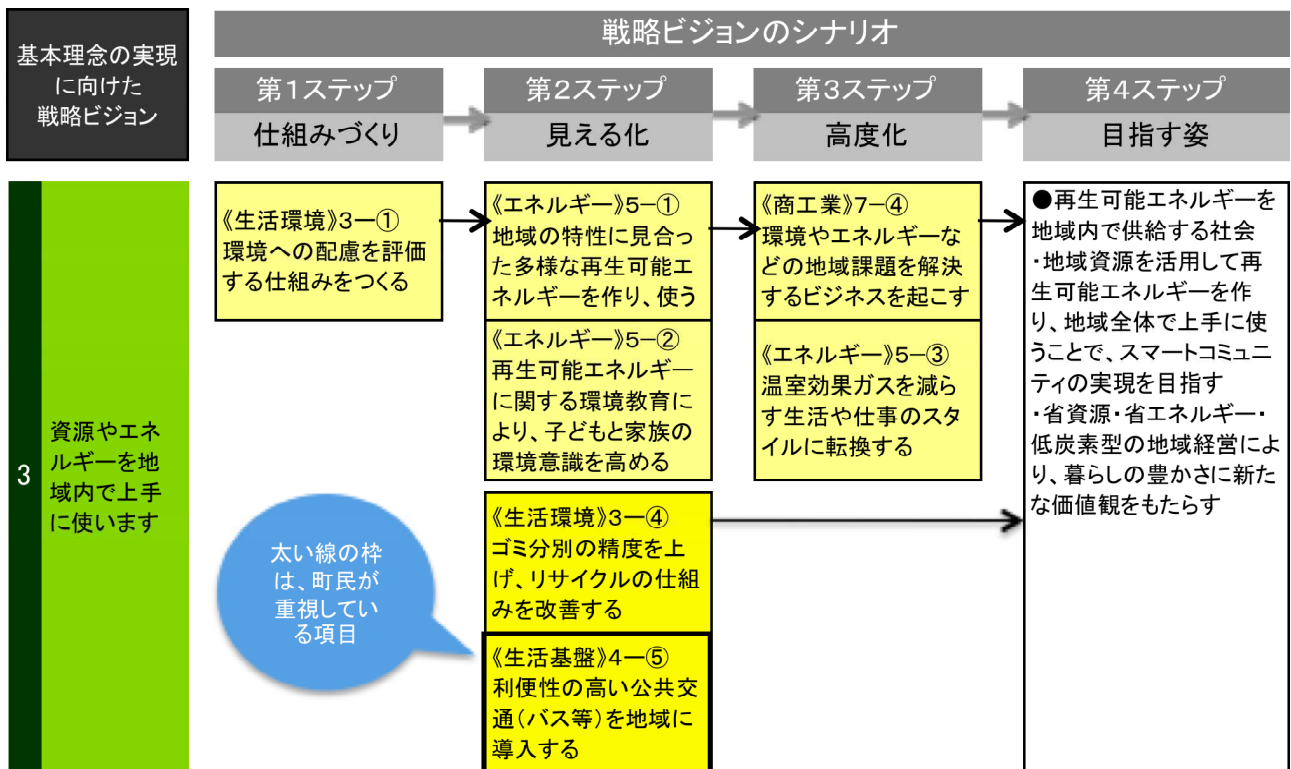 基本理念の実現
に向けた
戦略ビジョン
戦略ビジョンのシナリオ
第1ステップ
仕組みづくり
第2ステップ
見える化
第3ステップ
高度化
第4ステップ
目指す姿
3
資源やエネ
ルギーを地
域内で上手
に使います
《生活環境》3ー①
環境への配慮を評価
する仕組みをつくる
《エネルギー》5−①
地域の特性に見合っ
た多様な再生可能エ
ネルギーを作り、使う
《エネルギー》5−②
再生可能エネルギー
に関する環境教育に
より、子どもと家族の
環境意識を高める
《生活環境》3ー④
ゴミ分別の精度を上
げ、リサイクルの仕組
みを改善する
《生活基盤》4ー⑤
利便性の高い公共交
通(バス等)を地域に
導入する
太い線の枠
は、町民が
重視してい
る項目
《商工業》7−④
環境やエネルギーな
どの地域課題を解決
するビジネスを起こす
《エネルギー》5−③
温室効果ガスを減ら
す生活や仕事のスタ
イルに転換する
●再生可能エネルギーを
地域内で供給する社会
・地域資源を活用して再
生可能エネルギーを作
り、地域全体で上手に使
うことで、スマートコミュニ
ティの実現を目指す
・省資源・省エネルギー・
低炭素型の地域経営によ
り、暮らしの豊かさに新た
な価値観をもたらす